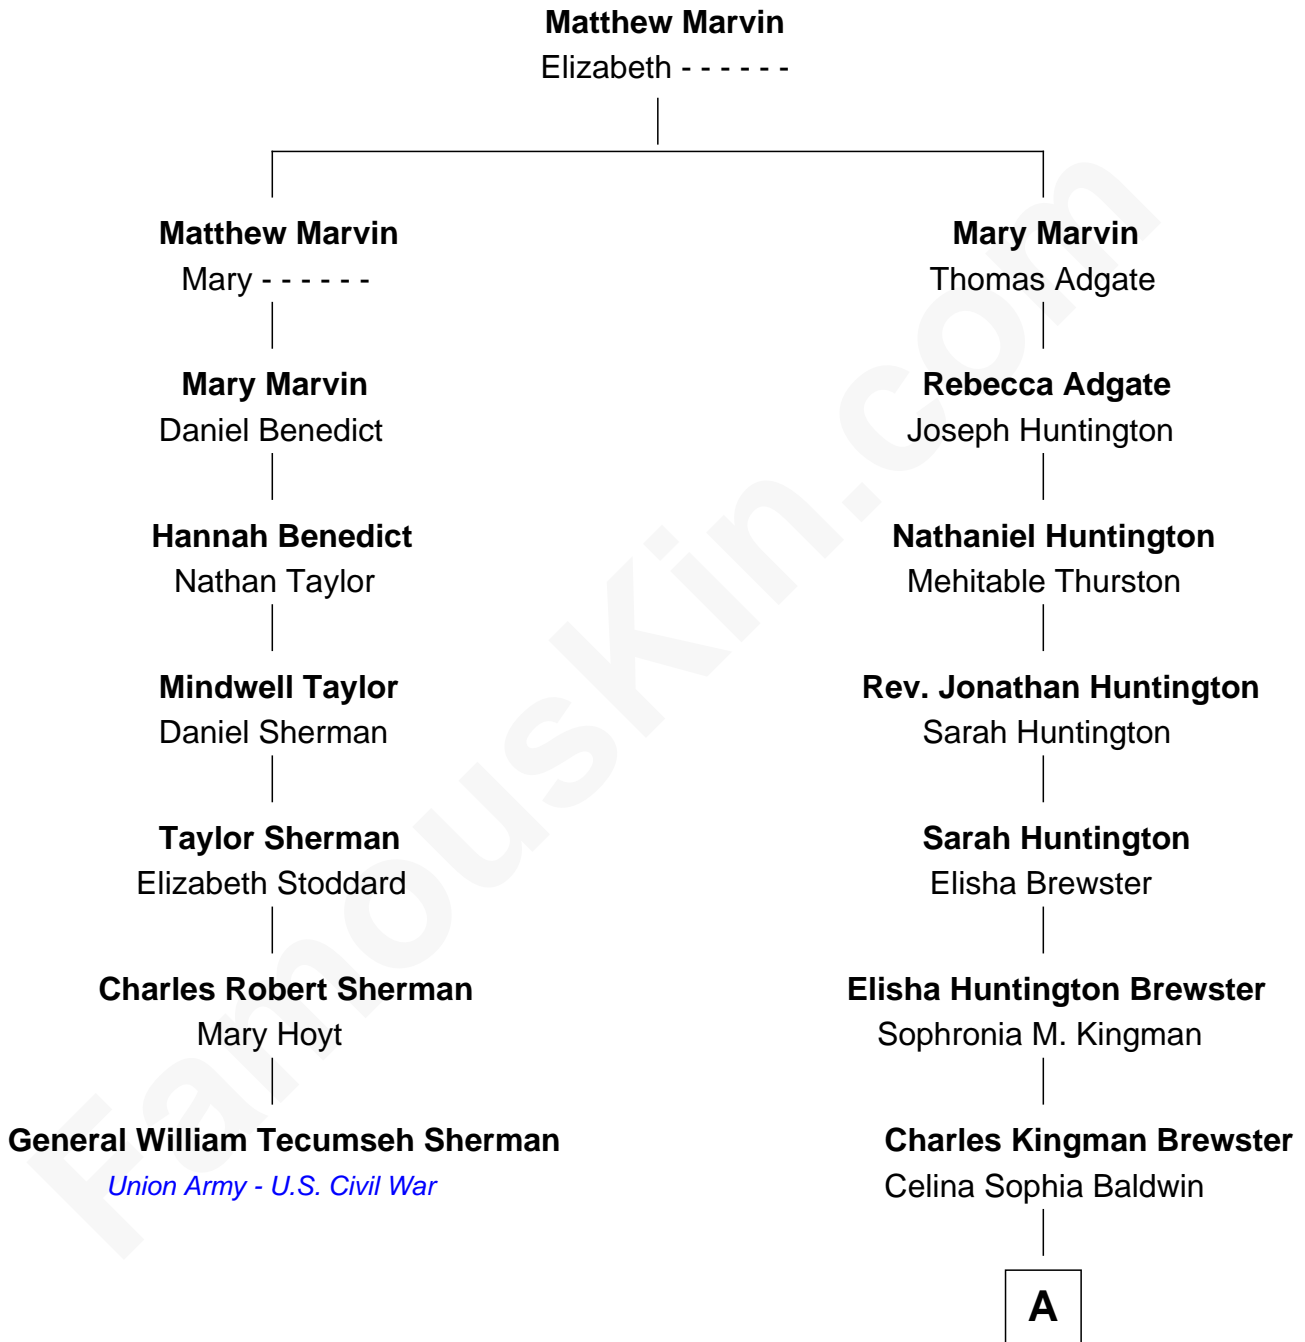 Matthew Marvin
Elizabeth - - - - - -
Matthew Marvin
Mary - - - - - -
Mary Marvin
Thomas Adgate
Mary Marvin
Daniel Benedict
Rebecca Adgate
Joseph Huntington
Hannah Benedict
Nathan Taylor
Nathaniel Huntington
Mehitable Thurston
Mindwell Taylor
Daniel Sherman
Rev. Jonathan Huntington
Sarah Huntington
Taylor Sherman
Elizabeth Stoddard
Sarah Huntington
Elisha Brewster
Charles Robert Sherman
Mary Hoyt
Elisha Huntington Brewster
Sophronia M. Kingman
General William Tecumseh Sherman
Union Army - U.S. Civil War
Charles Kingman Brewster
Celina Sophia Baldwin
A
FamousKin.com